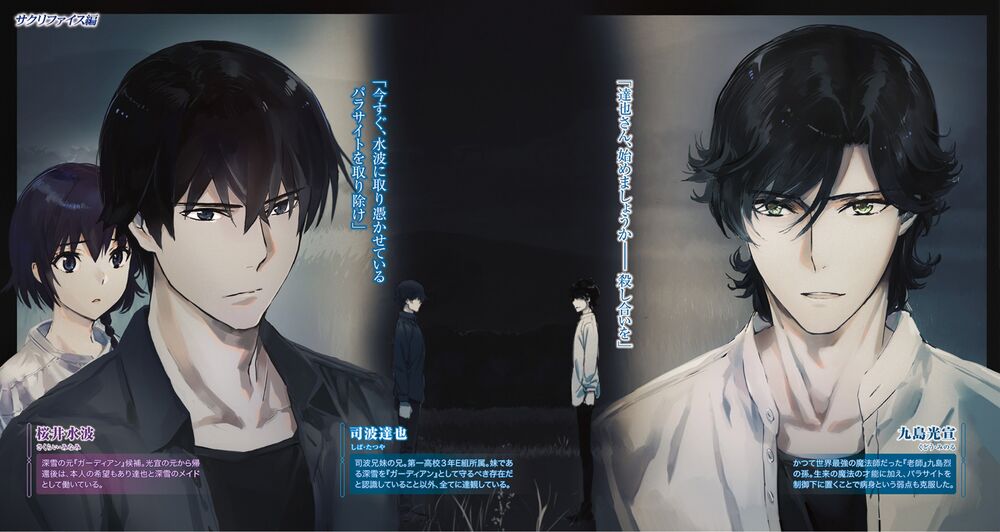 サクリファイス編
「達也さん、始めましょうか――殺し合いを」
「今すぐ、水波に取り憑かせている
パラサイトを取り除け」
桜井水波
さくらい・みなみ
深雪の元「ガーディアン」候補。光宣の元から帰
還後は、本人の希望もあり達也と深雪のメイド
として働いている。
司波達也
しば・たつや
司波兄妹の兄。第一高校3年E組所属。妹であ
る深雪を『ガーディアン』として守るべき存在だ
と認識していること以外、全てに達観している。
九島光宣
くどう・みのる
かつて世界最強の魔法師だった『老師』九島烈
の孫。生来の魔法の才能に加え、パラサイトを
制御下に置くことで病身という弱点も克服した。